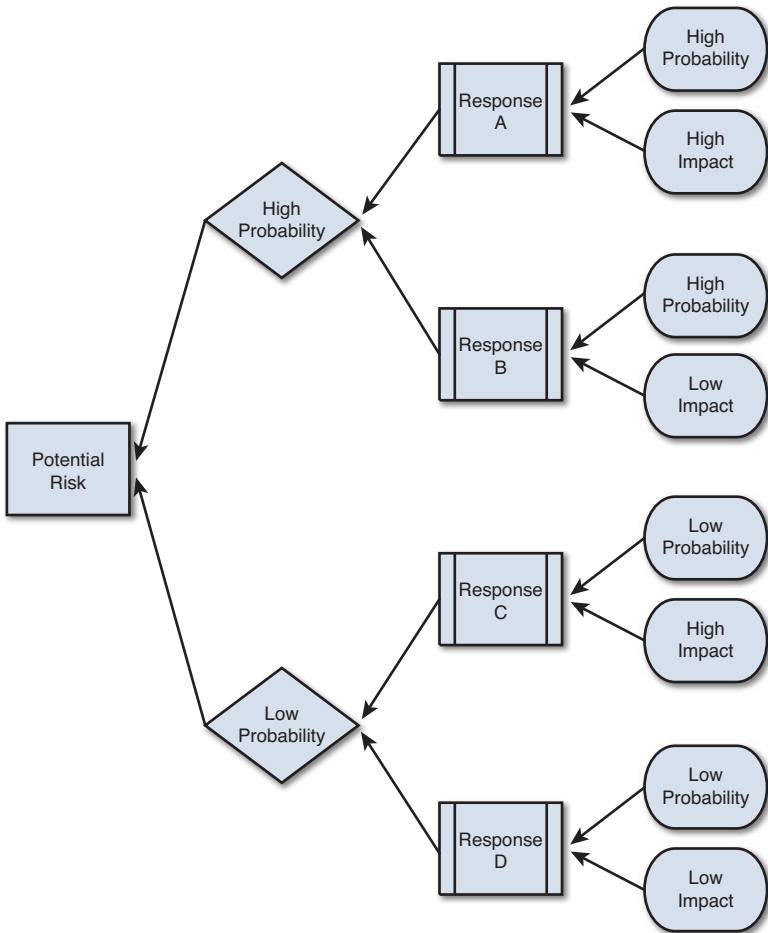 High
Probability
Response
A
High
Impact
High
Probability
High
Probability
Response
B
Low
Impact
Potential
Risk
Low
Probability
Response
C
High
Impact
Low
Probability
Low
Probability
Response
D
Low
Impact